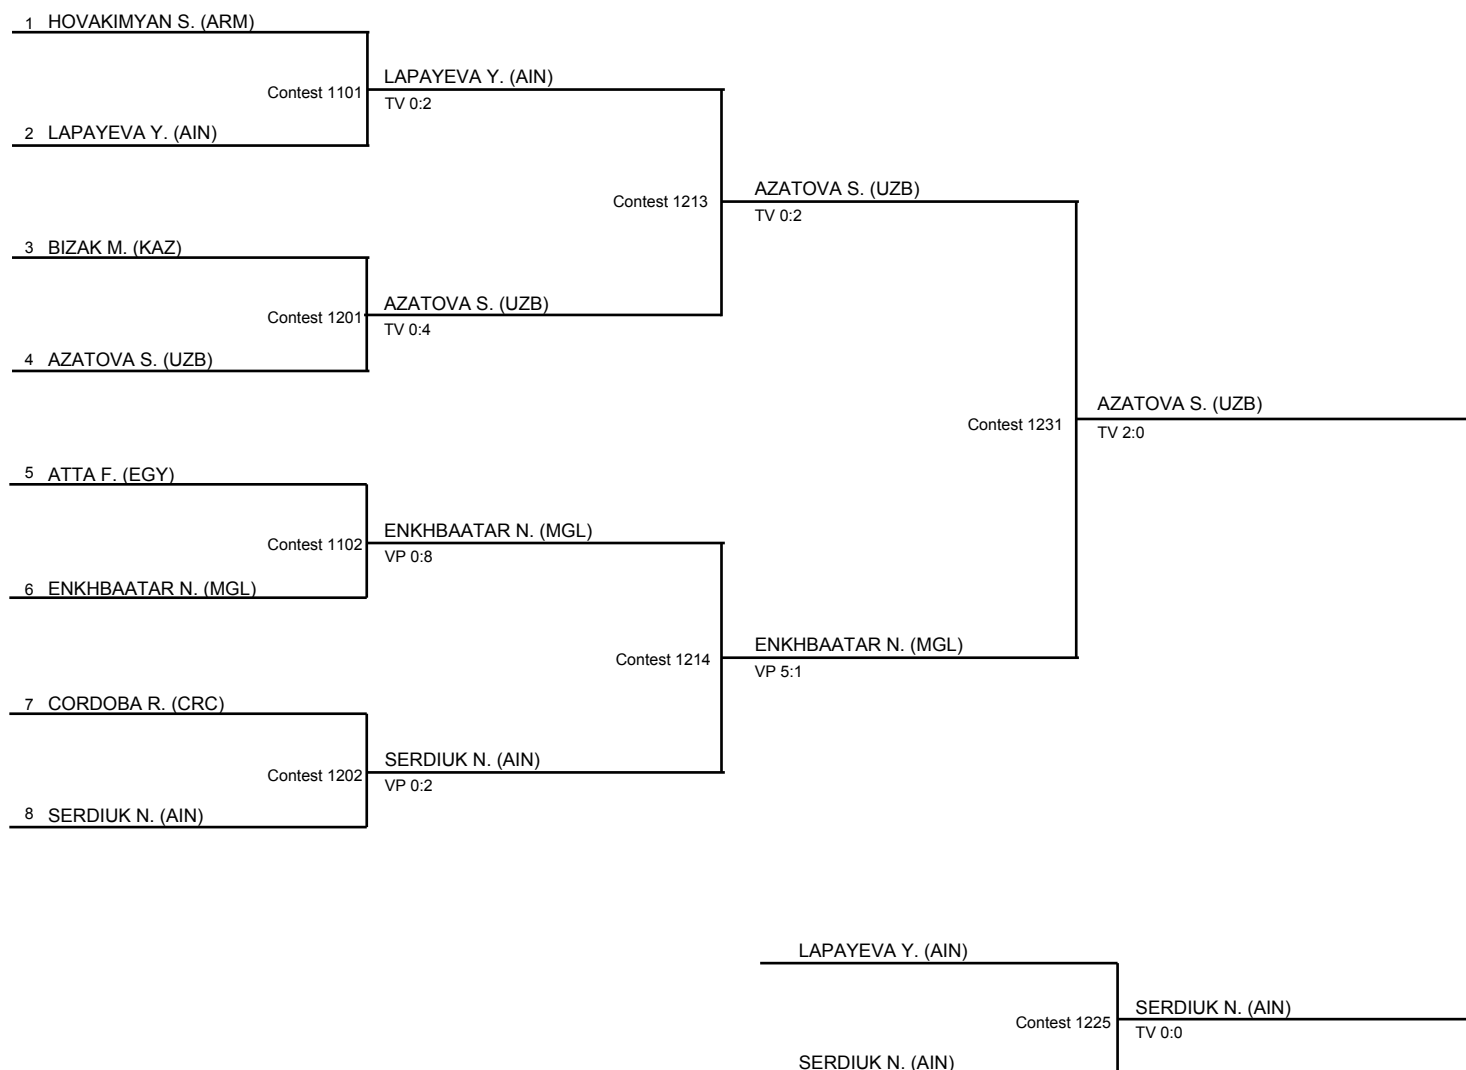 1 HOVAKIMYAN S. (ARM)
LAPAYEVA Y. (AIN)
Contest 1101
TV 0:2
2 LAPAYEVA Y. (AIN)
AZATOVA S. (UZB)
Contest 1213
TV 0:2
3 BIZAK M. (KAZ)
AZATOVA S. (UZB)
Contest 1201
TV 0:4
4 AZATOVA S. (UZB)
AZATOVA S. (UZB)
Contest 1231
TV 2:0
5 ATTA F. (EGY)
ENKHBAATAR N. (MGL)
Contest 1102
VP 0:8
6 ENKHBAATAR N. (MGL)
ENKHBAATAR N. (MGL)
Contest 1214
VP 5:1
7 CORDOBA R. (CRC)
SERDIUK N. (AIN)
Contest 1202
VP 0:2
8 SERDIUK N. (AIN)
LAPAYEVA Y. (AIN)
SERDIUK N. (AIN)
Contest 1225
TV 0:0
SERDIUK N. (AIN)